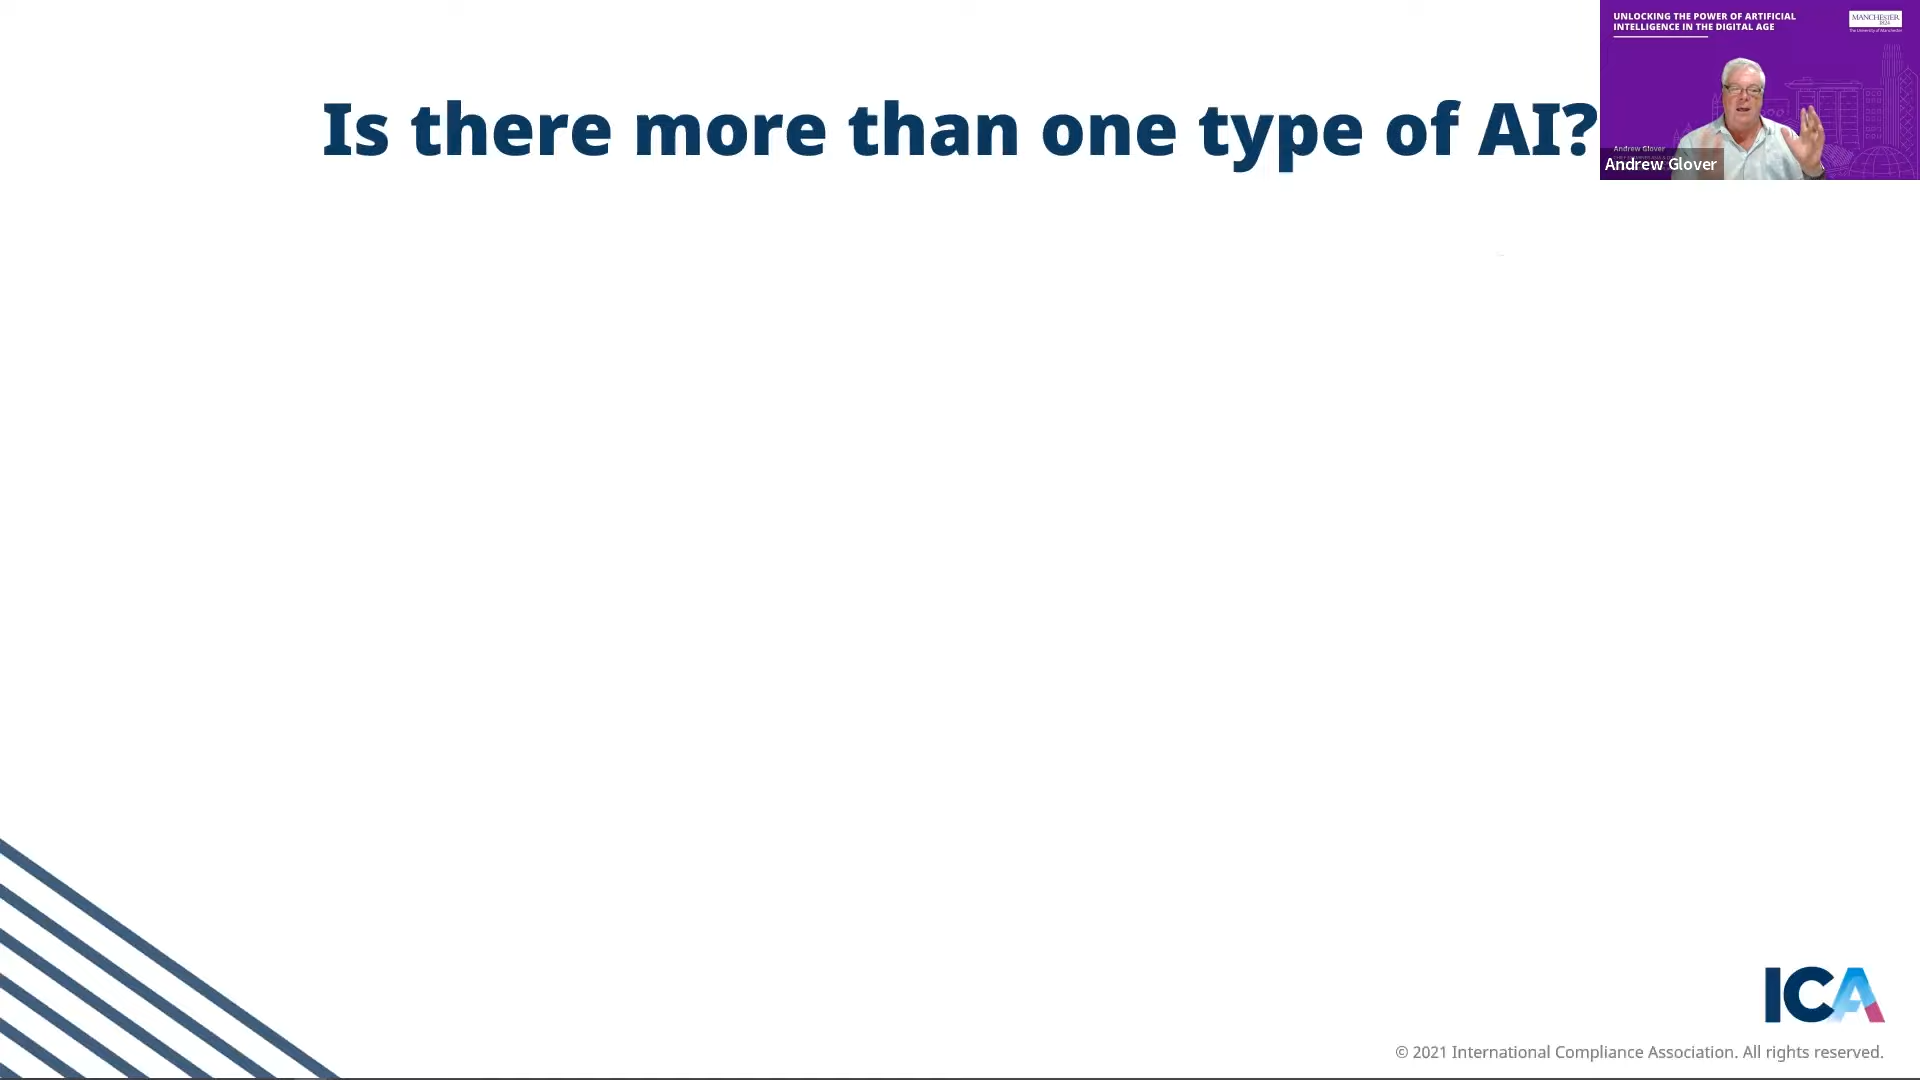 Is there more than one type of AI?
UNLOCKING THE POWER OF ARTIFICIAL
INTELLIGENCE IN THE DIGITAL AGE
MANCHESTER
1824
The University of Manchester
Andrew Glover
Andrew Glover
ICA
© 2021 International Compliance Association. All rights reserved.